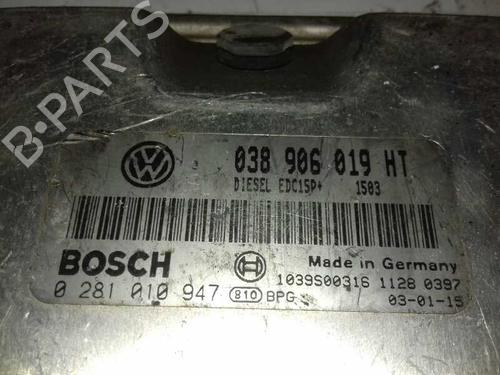 B-PARTS
038 906 019 HT
DIESEL EDC15P+ 1503
BOSCH
Made in Germany
1039S00316 1128 0397
0 281 010 947 810 BPG
03-01-15